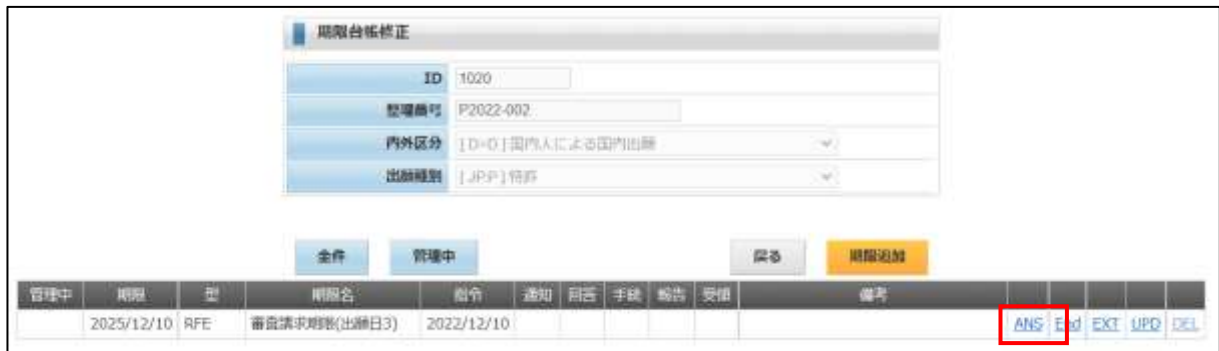 期限台帳修正
ID 1020
整理番号 P2022-002
内外区分 [D=D]国内人による国内出願
出願種別 [JPP]特許
全件 管理中 戻る 期限追加
管理中 期限 型 期限名 指令 通知 回答 手続 報告 受領 備考
2025/12/10 RFE 審査請求期限(出願日3) 2022/12/10 ANS End EXT UPD DEL